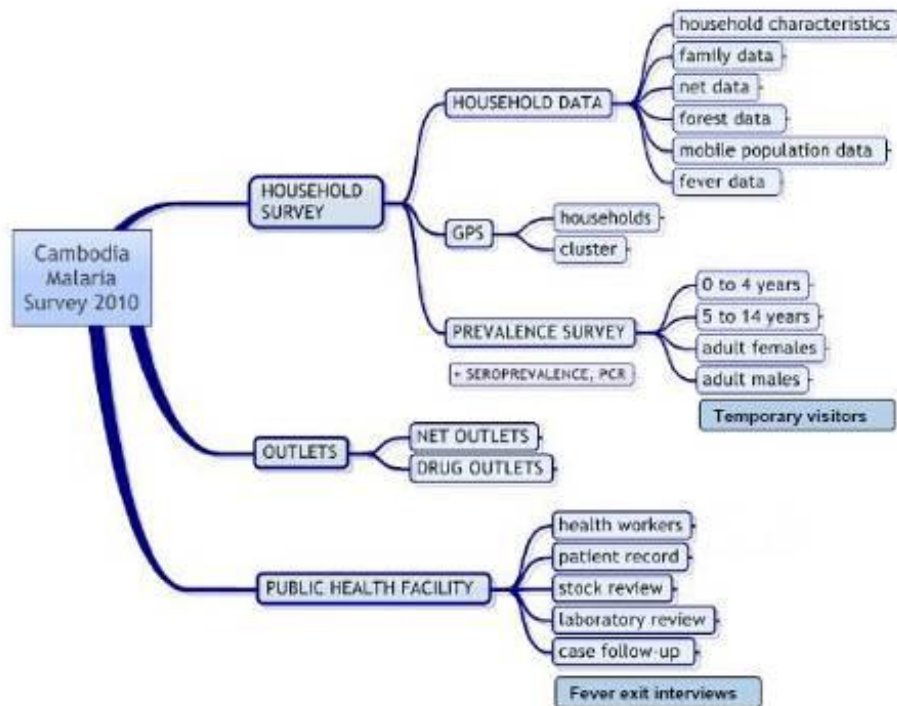 Cambodia
Malaria
Survey 2010
HOUSEHOLD
SURVEY
HOUSEHOLD DATA
household characteristics
family data
net data
forest data
mobile population data
fever data
GPS
households
cluster
PREVALENCE SURVEY
+ SEROPREVALENCE, PCR
0 to 4 years
5 to 14 years
adult females
adult males
Temporary visitors
OUTLETS
NET OUTLETS
DRUG OUTLETS
PUBLIC HEALTH FACILITY
health workers
patient record
stock review
laboratory review
case follow-up
Fever exit interviews